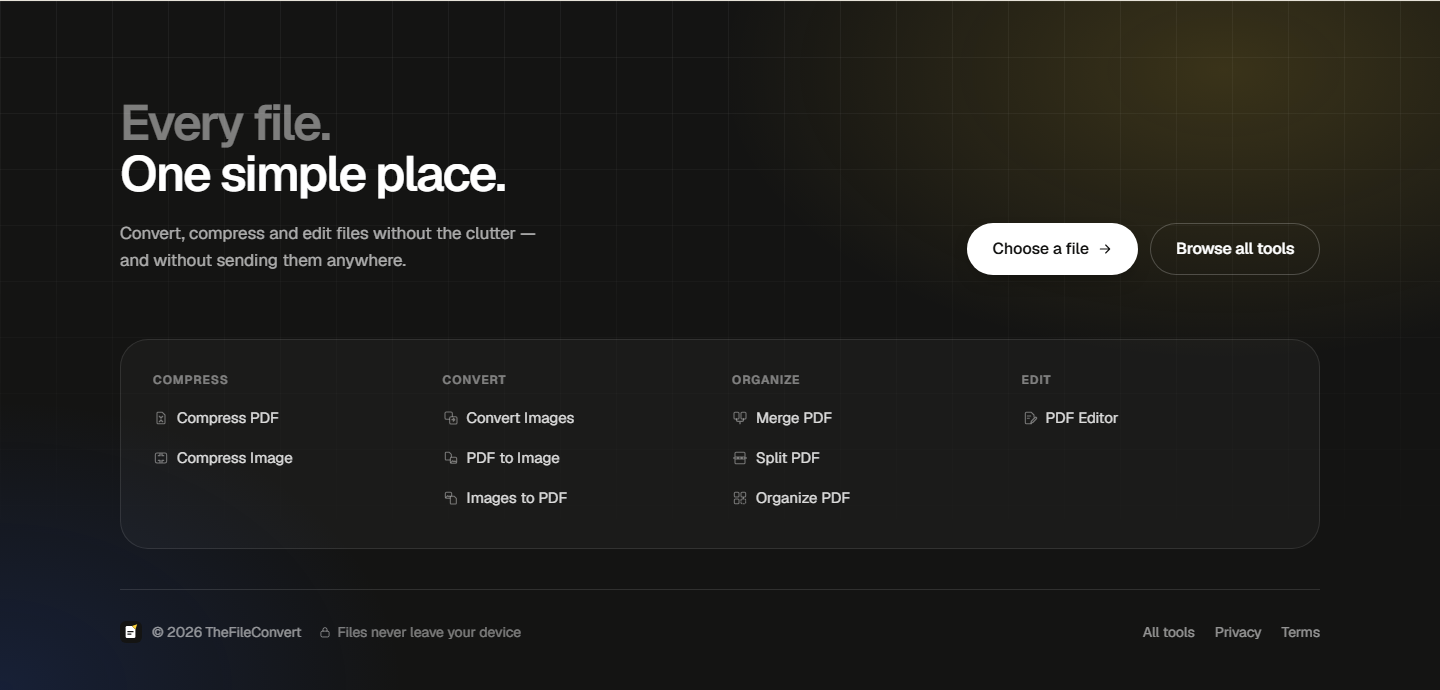 Every file.
One simple place.
Convert, compress and edit files without the clutter —
and without sending them anywhere.
Choose a file →
Browse all tools
COMPRESS
Compress PDF
Compress Image
CONVERT
Convert Images
PDF to Image
Images to PDF
ORGANIZE
Merge PDF
Split PDF
Organize PDF
EDIT
PDF Editor
© 2026 TheFileConvert
Files never leave your device
All tools
Privacy
Terms